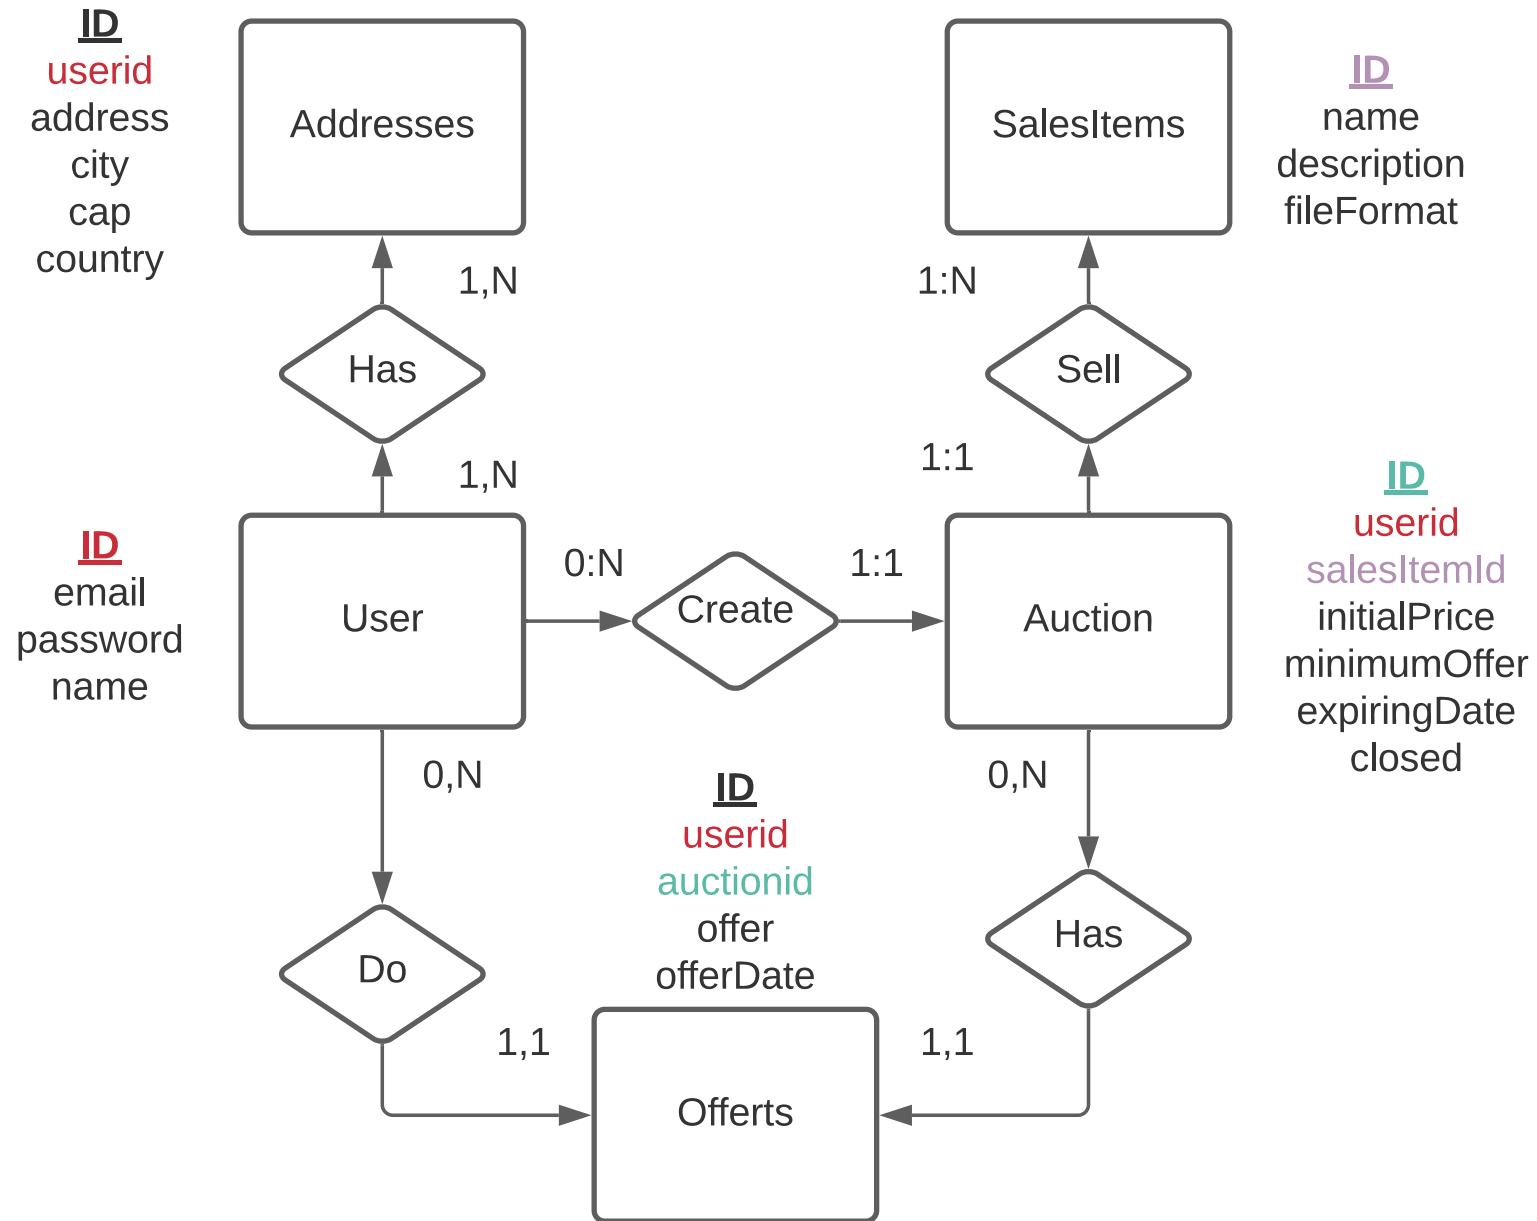 ID
userid
address
city
cap
country
Addresses
SalesItems
ID
name
description
fileFormat
1,N
1:N
Has
Sell
1,N
1:1
ID
email
password
name
User
0:N
Create
1:1
Auction
ID
userid
salesItemId
initialPrice
minimumOffer
expiringDate
closed
0,N
0,N
ID
userid
auctionid
offer
offerDate
Do
Has
1,1
1,1
Offerts